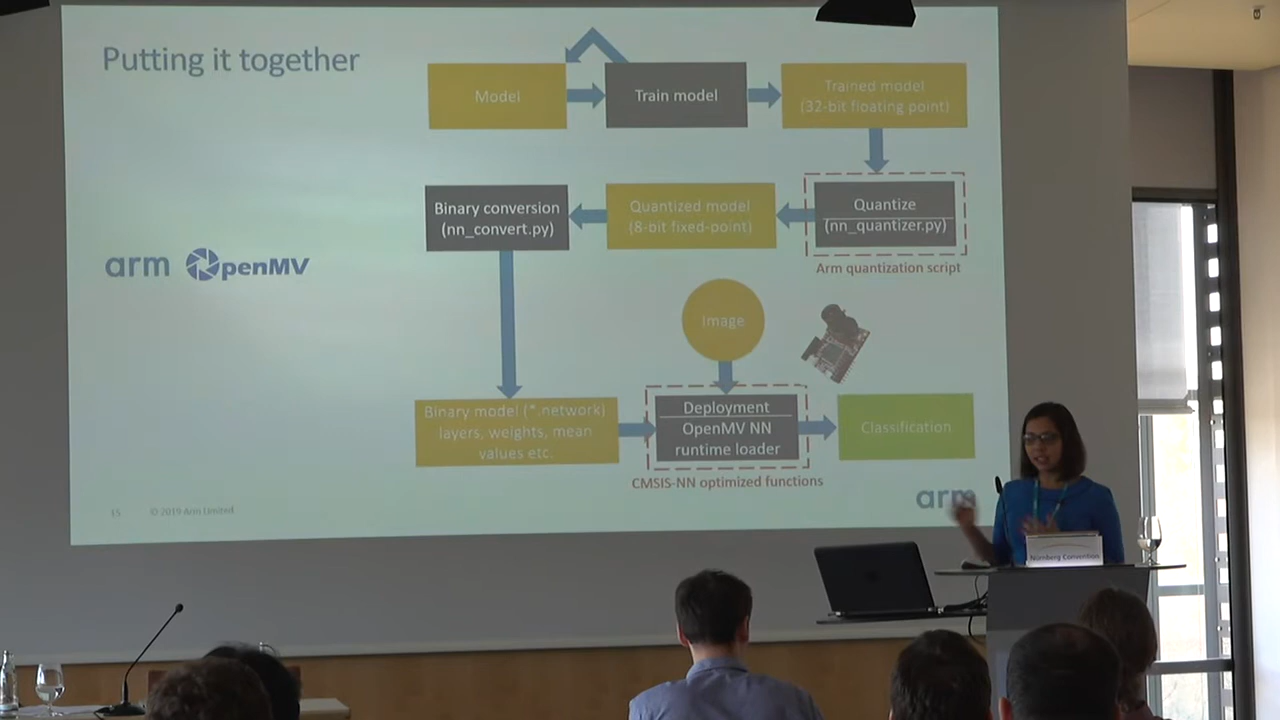 Putting it together
Model
Train model
Trained model
(32-bit floating point)
Binary conversion
(nn_convert.py)
Quantized model
(8-bit fixed-point)
Quantize
(nn_quantizer.py)
Arm quantization script
arm OpenMV
Image
Binary model (*.network)
layers, weights, mean
values etc.
Deployment
OpenMV NN
runtime loader
Classification
CMSIS-NN optimized functions
arm
15 © 2019 Arm Limited
Nürnberg Convention